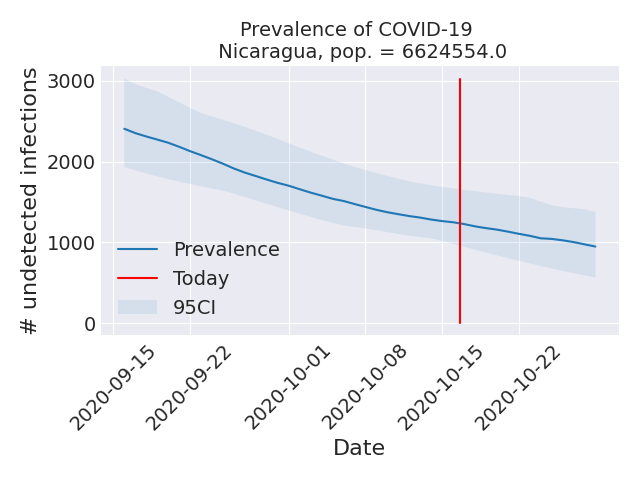 Prevalence of COVID-19
Nicaragua, pop. = 6624554.0
# undetected infections
3000
2000
1000
0
Prevalence
Today
95CI
2020-09-15
2020-09-22
2020-10-01
2020-10-08
2020-10-15
2020-10-22
Date